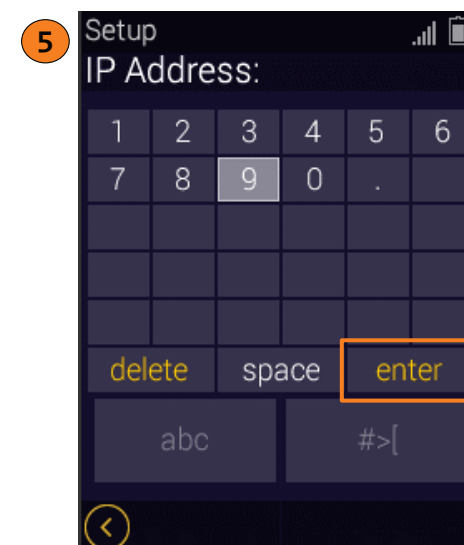 5
Setup
IP Address:
1 2 3 4 5 6
7 8 9 0 .
delete space enter
abc #>[